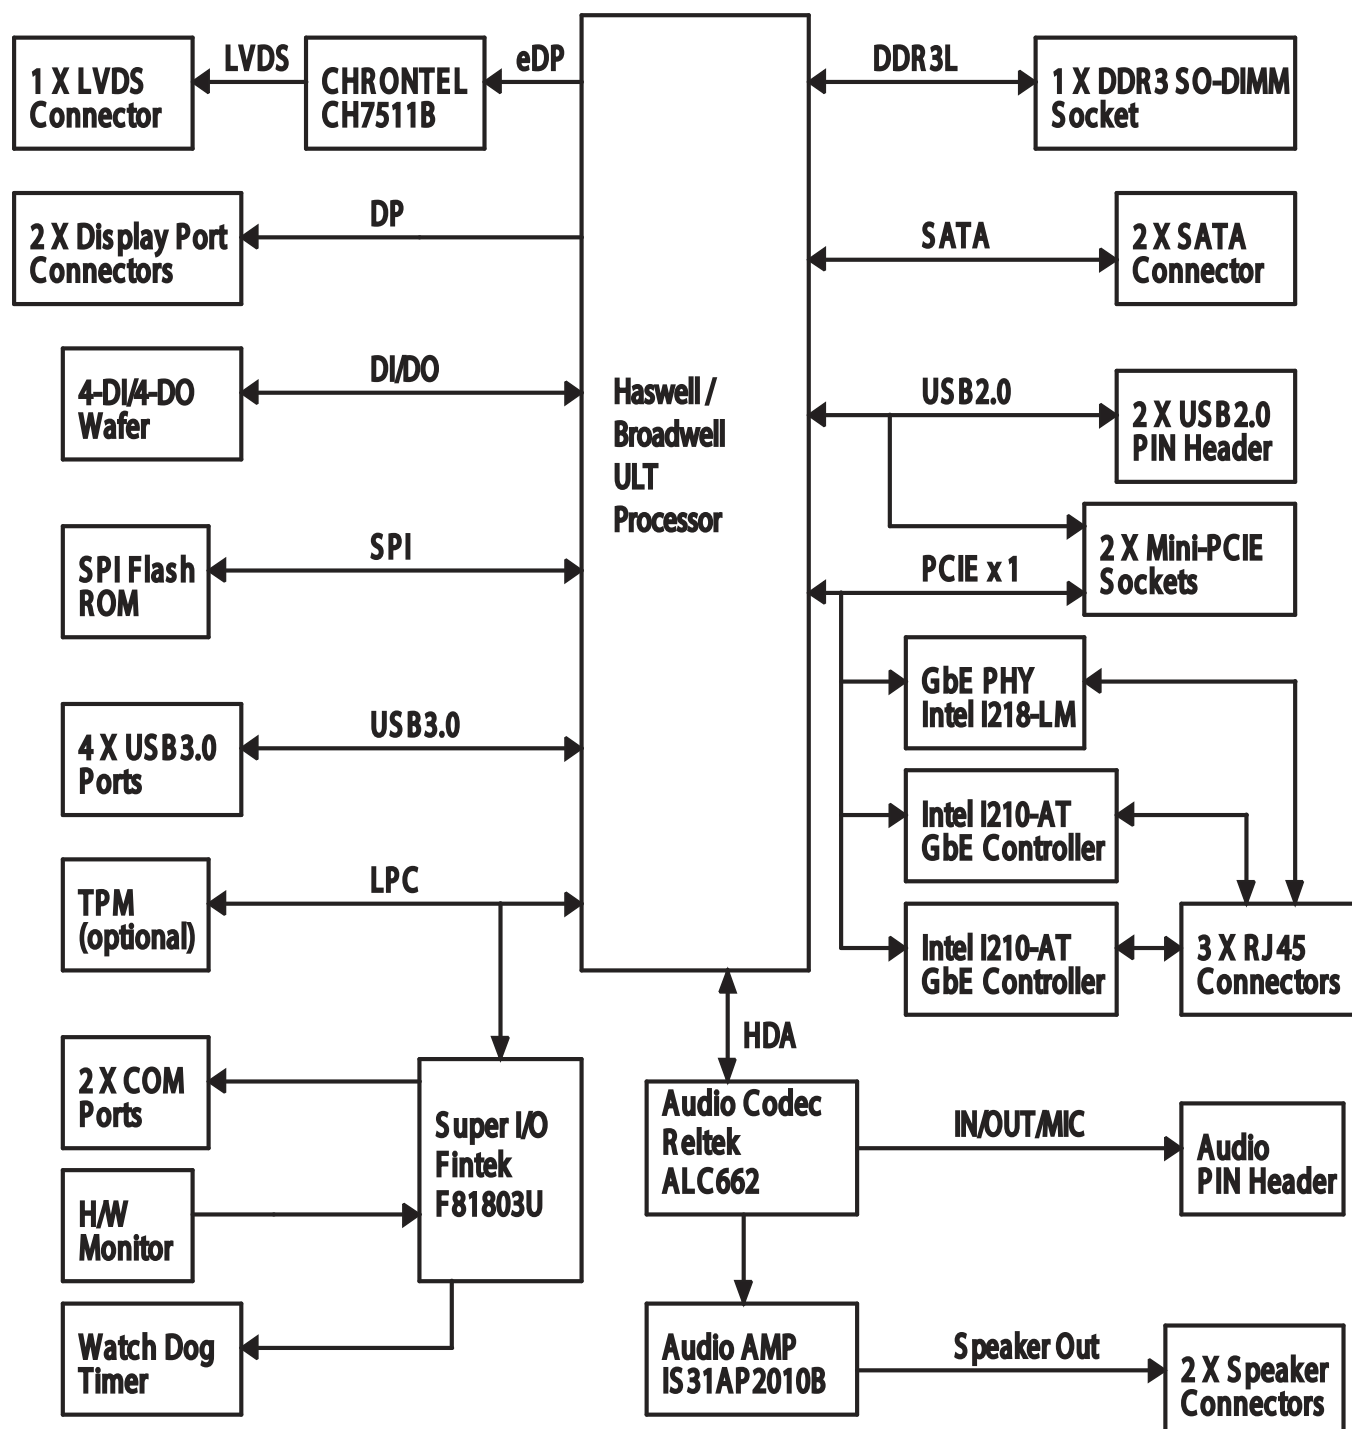 LVDS
eDP
DDR3L
1 X LVDS
Connector
CHRONTEL
CH7511B
1 X DDR3 SO-DIMM
Socket
DP
2 X Display Port
Connectors
SATA
2 X SATA
Connector
DI/DO
4-DI/4-DO
Wafer
Haswell /
Broadwell
ULT
Processor
USB2.0
2 X USB2.0
PIN Header
SPI
SPI Flash
ROM
PCIE x 1
2 X Mini-PCIE
Sockets
GbE PHY
Intel I218-LM
USB3.0
4 X USB3.0
Ports
Intel I210-AT
GbE Controller
LPC
TPM
(optional)
Intel I210-AT
GbE Controller
3 X RJ45
Connectors
HDA
2 X COM
Ports
Super I/O
Fintek
F81803U
Audio Codec
Reltek
ALC662
IN/OUT/MIC
Audio
PIN Header
H/W
Monitor
Watch Dog
Timer
Audio AMP
IS31AP2010B
Speaker Out
2 X Speaker
Connectors